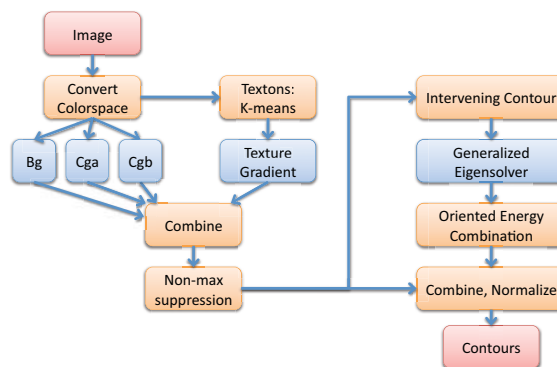 Image
Convert
Colorspace
Textons:
K-means
Bg
Cga
Cgb
Texture
Gradient
Combine
Non-max
suppression
Intervening Contour
Generalized
Eigensolver
Oriented Energy
Combination
Combine, Normalize
Contours